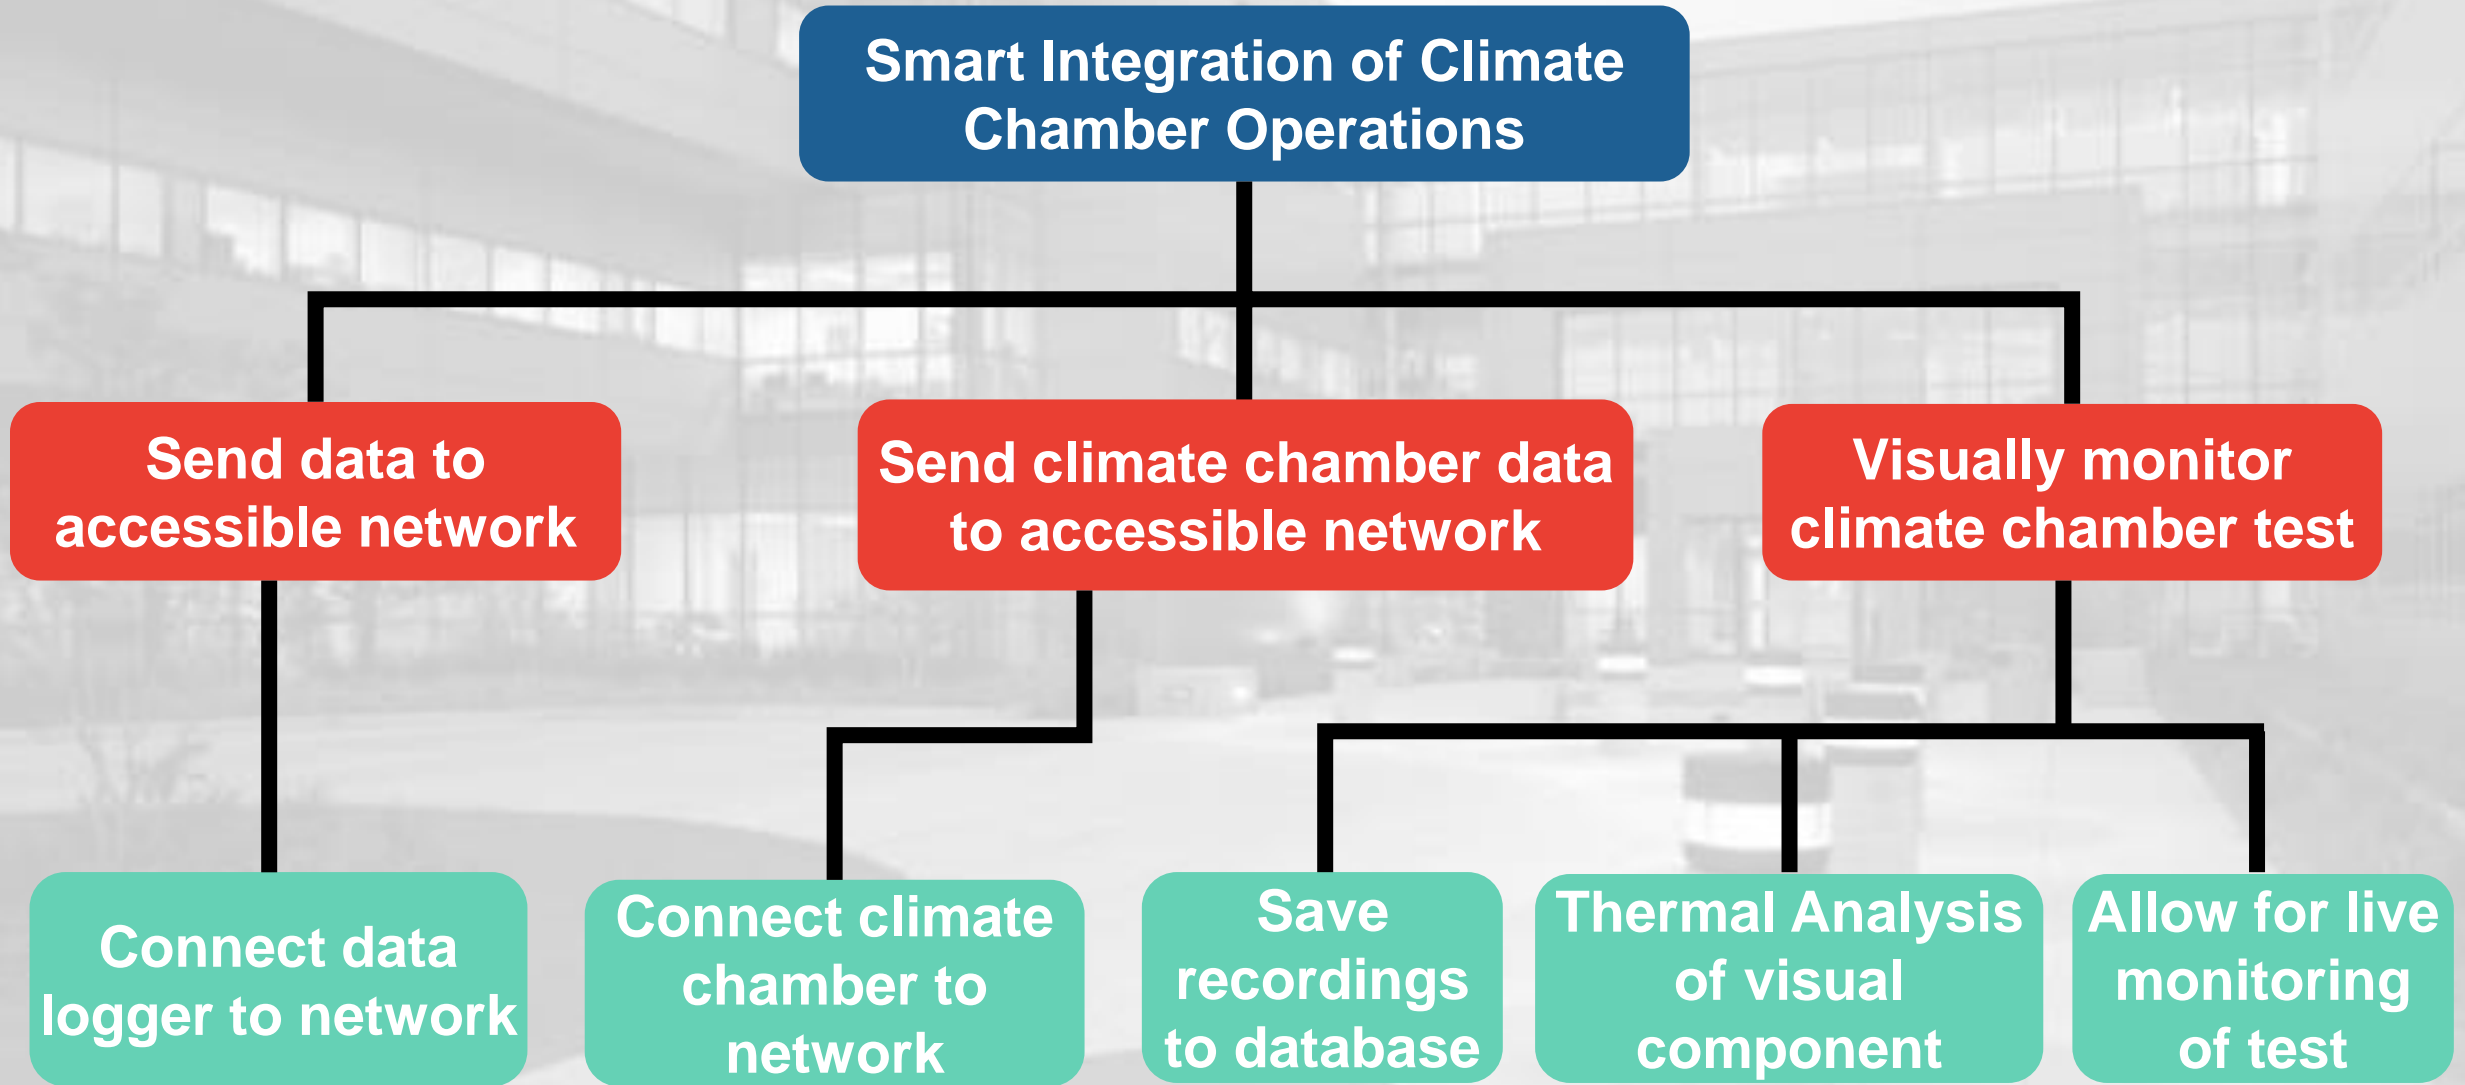 Smart Integration of Climate
Chamber Operations
Send data to
accessible network
Send climate chamber data
to accessible network
Visually monitor
climate chamber test
Connect data
logger to network
Connect climate
chamber to
network
Save
recordings
to database
Thermal Analysis
of visual
component
Allow for live
monitoring
of test